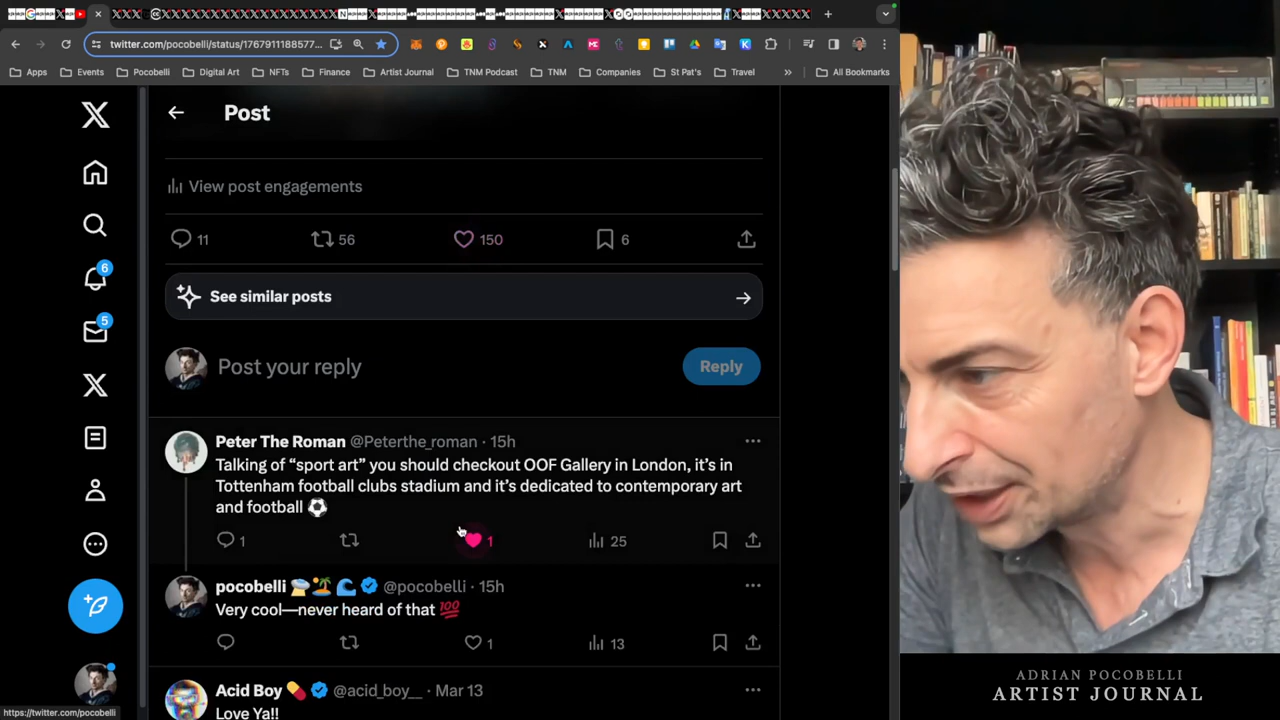 twitter.com/pocobelli/status/1767911188577...
Apps Events Pocobelli Digital Art NFTs Finance Artist Journal TNM Podcast TNM Companies St Pat's Travel » All Bookmarks
Post
View post engagements
11 56 150 6
See similar posts
Post your reply
Reply
6
5
Peter The Roman @Peterthe_roman · 15h
Talking of “sport art” you should checkout OOF Gallery in London, it’s in
Tottenham football clubs stadium and it’s dedicated to contemporary art
and football ⚽
1 1 25
pocobelli @pocobelli · 15h
Very cool—never heard of that 💯
1 13
Acid Boy 💊 @acid_boy__ · Mar 13
Love Ya!!
https://twitter.com/pocobelli
ADRIAN POCOBELLI
ARTIST JOURNAL